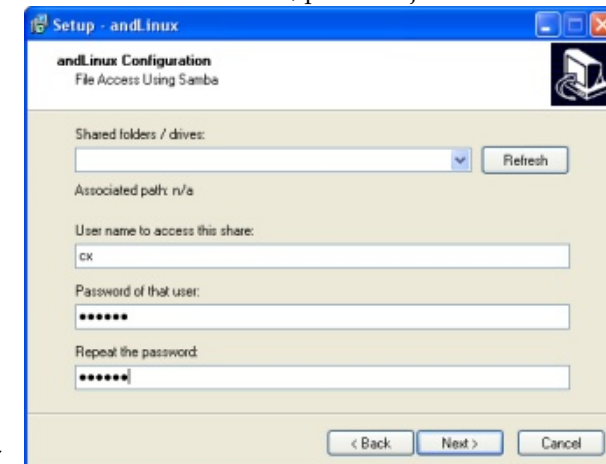 Setup - andLinux
andLinux Configuration
File Access Using Samba
Shared folders / drives:
Refresh
Associated path: n/a
User name to access this share:
cx
Password of that user:
••••••
Repeat the password:
••••••
< Back Next > Cancel